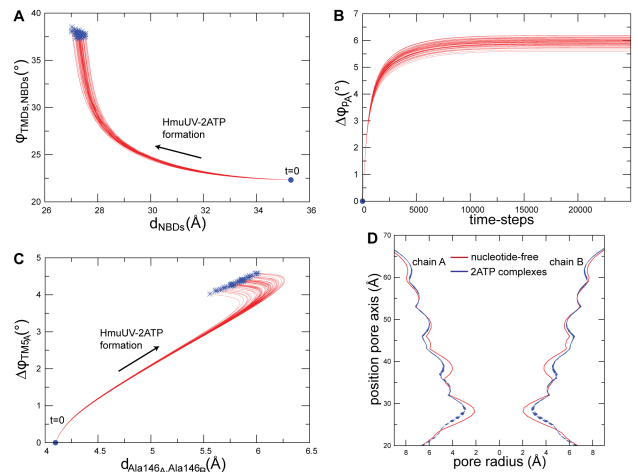 A
40
35
30
25
20
φTMDs,NBDs(°)
HmuUV-2ATP
formation
t=0
26 28 30 32 34 36
dNBDs(Å)
B
7
6
5
4
3
2
1
0
ΔφpA(°)
0 5000 10000 15000 20000
time-steps
C
5
4
3
2
1
0
ΔφTM5A(°)
HmuUV-2ATP
formation
t=0
4 4.5 5 5.5 6 6.5
dAla146A,Ala146B(Å)
D
70
60
50
40
30
20
position pore axis (Å)
chain A
nucleotide-free
2ATP complexes
chain B
8 6 4 2 0 2 4 6 8
pore radius (Å)